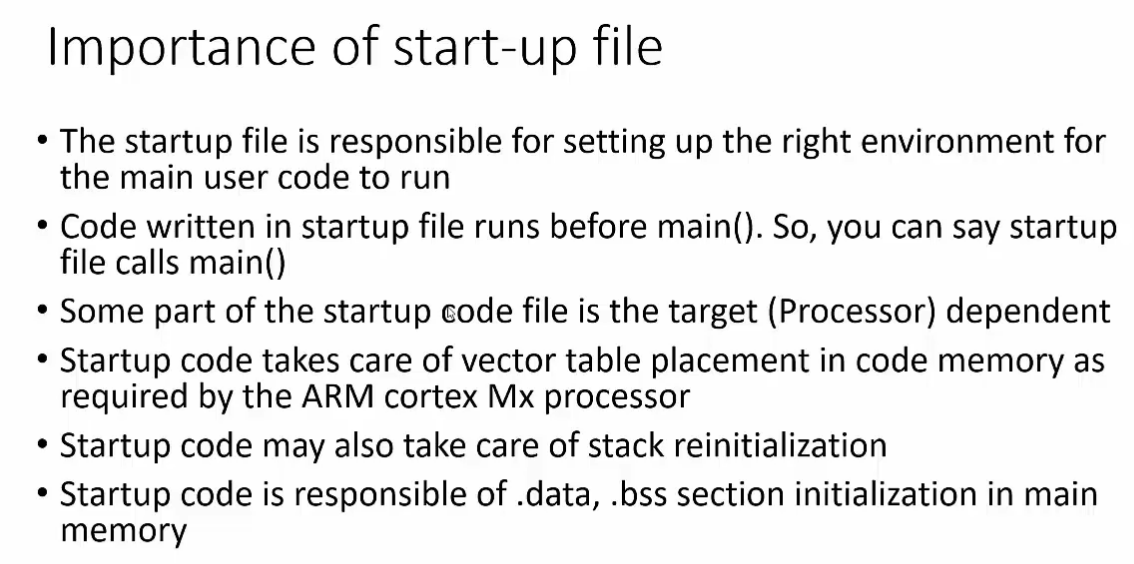 Importance of start-up file
• The startup file is responsible for setting up the right environment for
the main user code to run
• Code written in startup file runs before main(). So, you can say startup
file calls main()
• Some part of the startup code file is the target (Processor) dependent
• Startup code takes care of vector table placement in code memory as
required by the ARM cortex Mx processor
• Startup code may also take care of stack reinitialization
• Startup code is responsible of .data, .bss section initialization in main
memory